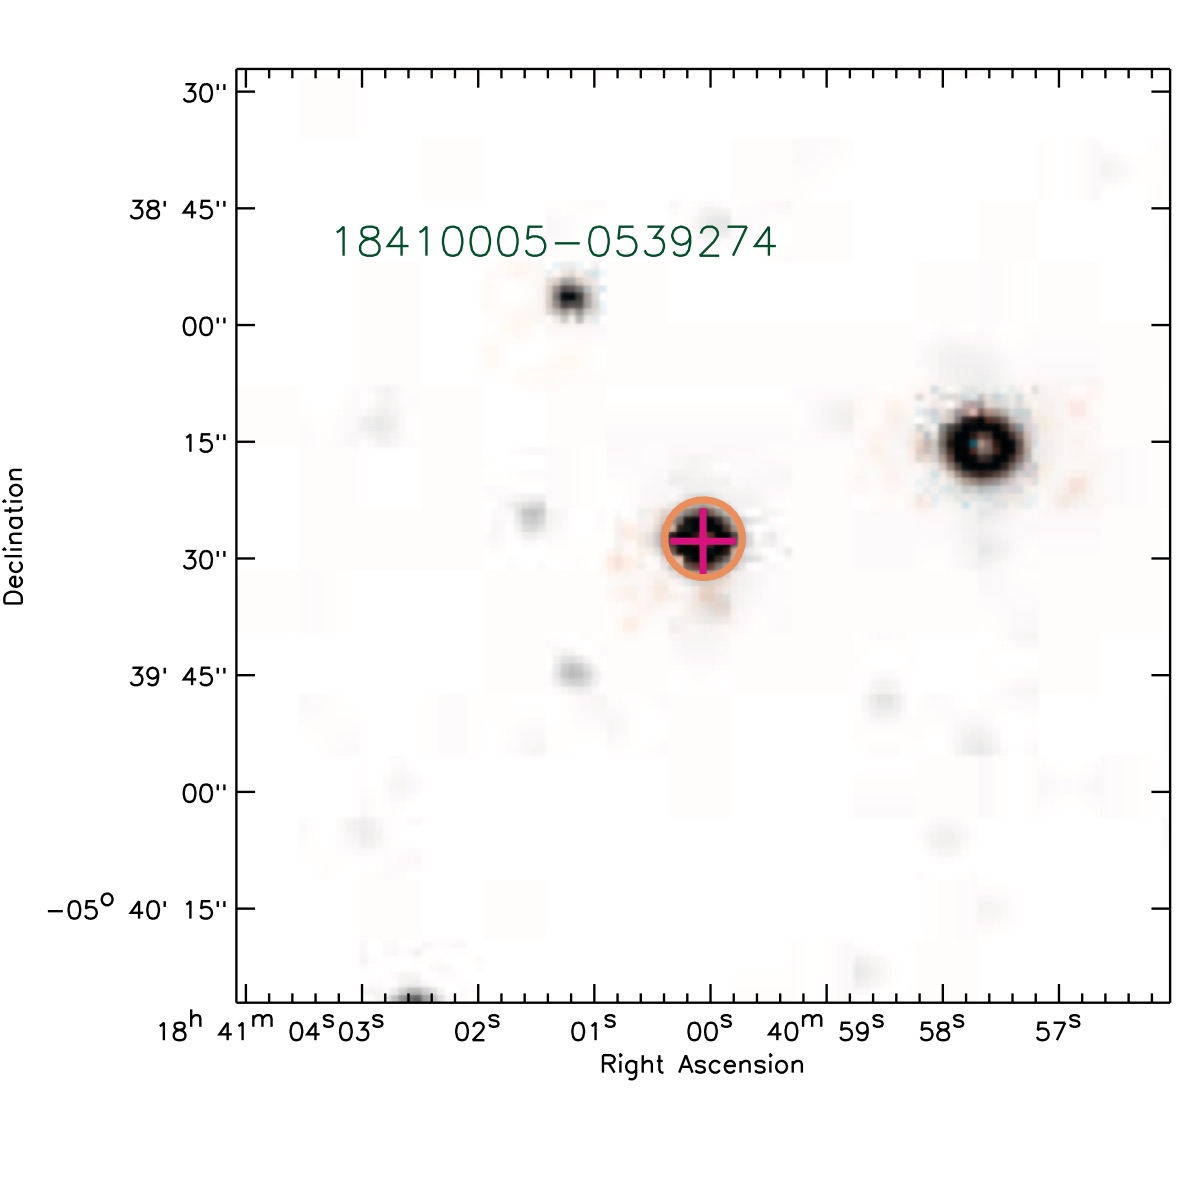 30"
38' 45"
18410005-0539274
00"
15"
30"
39' 45"
00"
-05° 40' 15"
Declination
18h 41m 04s 03s 02s 01s 00s 40m 59s 58s 57s
Right Ascension